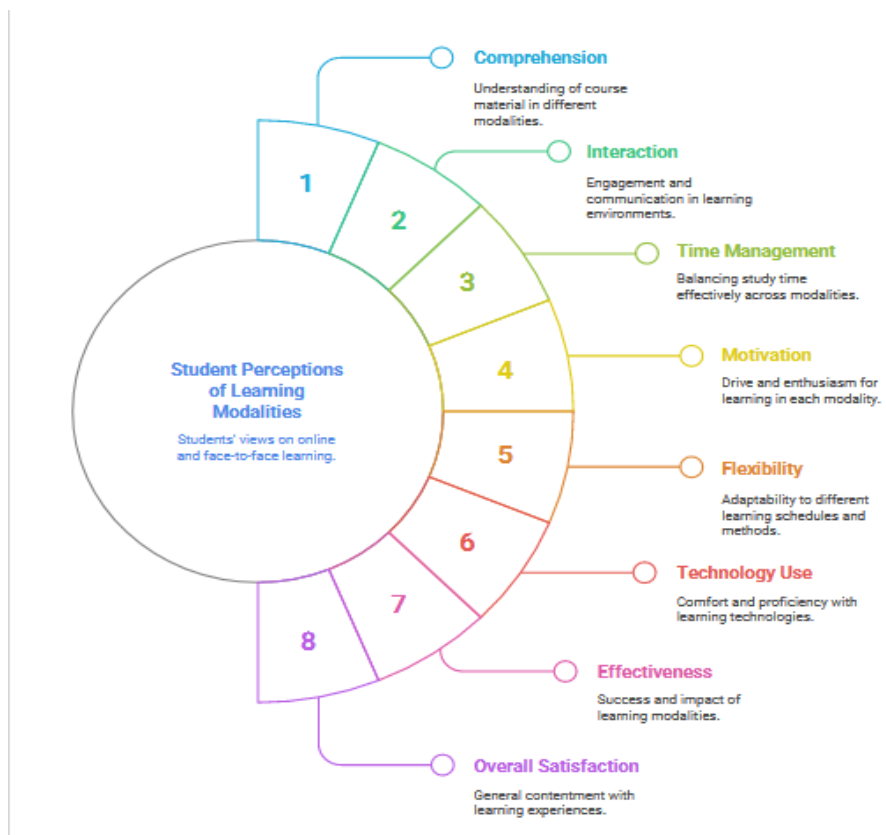 Comprehension
Understanding of course
material in different
modalities.
1
Interaction
Engagement and
communication in learning
environments.
2
Time Management
Balancing study time
effectively across modalities.
3
Student Perceptions
of Learning
Modalities
Students' views on online
and face-to-face learning.
Motivation
Drive and enthusiasm for
learning in each modality.
4
Flexibility
Adaptability to different
learning schedules and
methods.
5
Technology Use
Comfort and proficiency with
learning technologies.
6
Effectiveness
Success and impact of
learning modalities.
7
Overall Satisfaction
General contentment with
learning experiences.
8